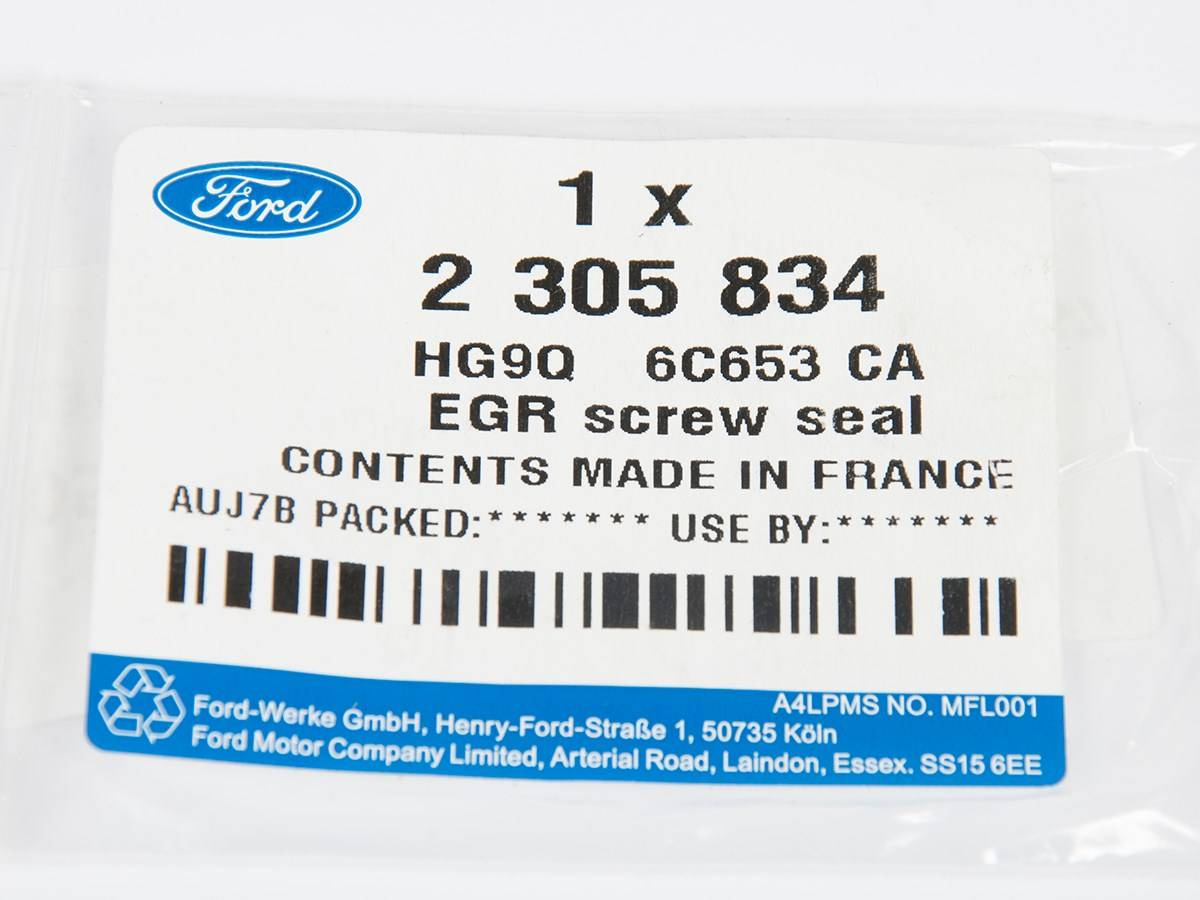 Ford
1 x
2 305 834
HG9Q 6C653 CA
EGR screw seal
CONTENTS MADE IN FRANCE
AUJ7B PACKED:******* USE BY:*******
A4LPMS NO. MFL001
Ford-Werke GmbH, Henry-Ford-Straße 1, 50735 Köln
Ford Motor Company Limited, Arterial Road, Laindon, Essex. SS15 6EE